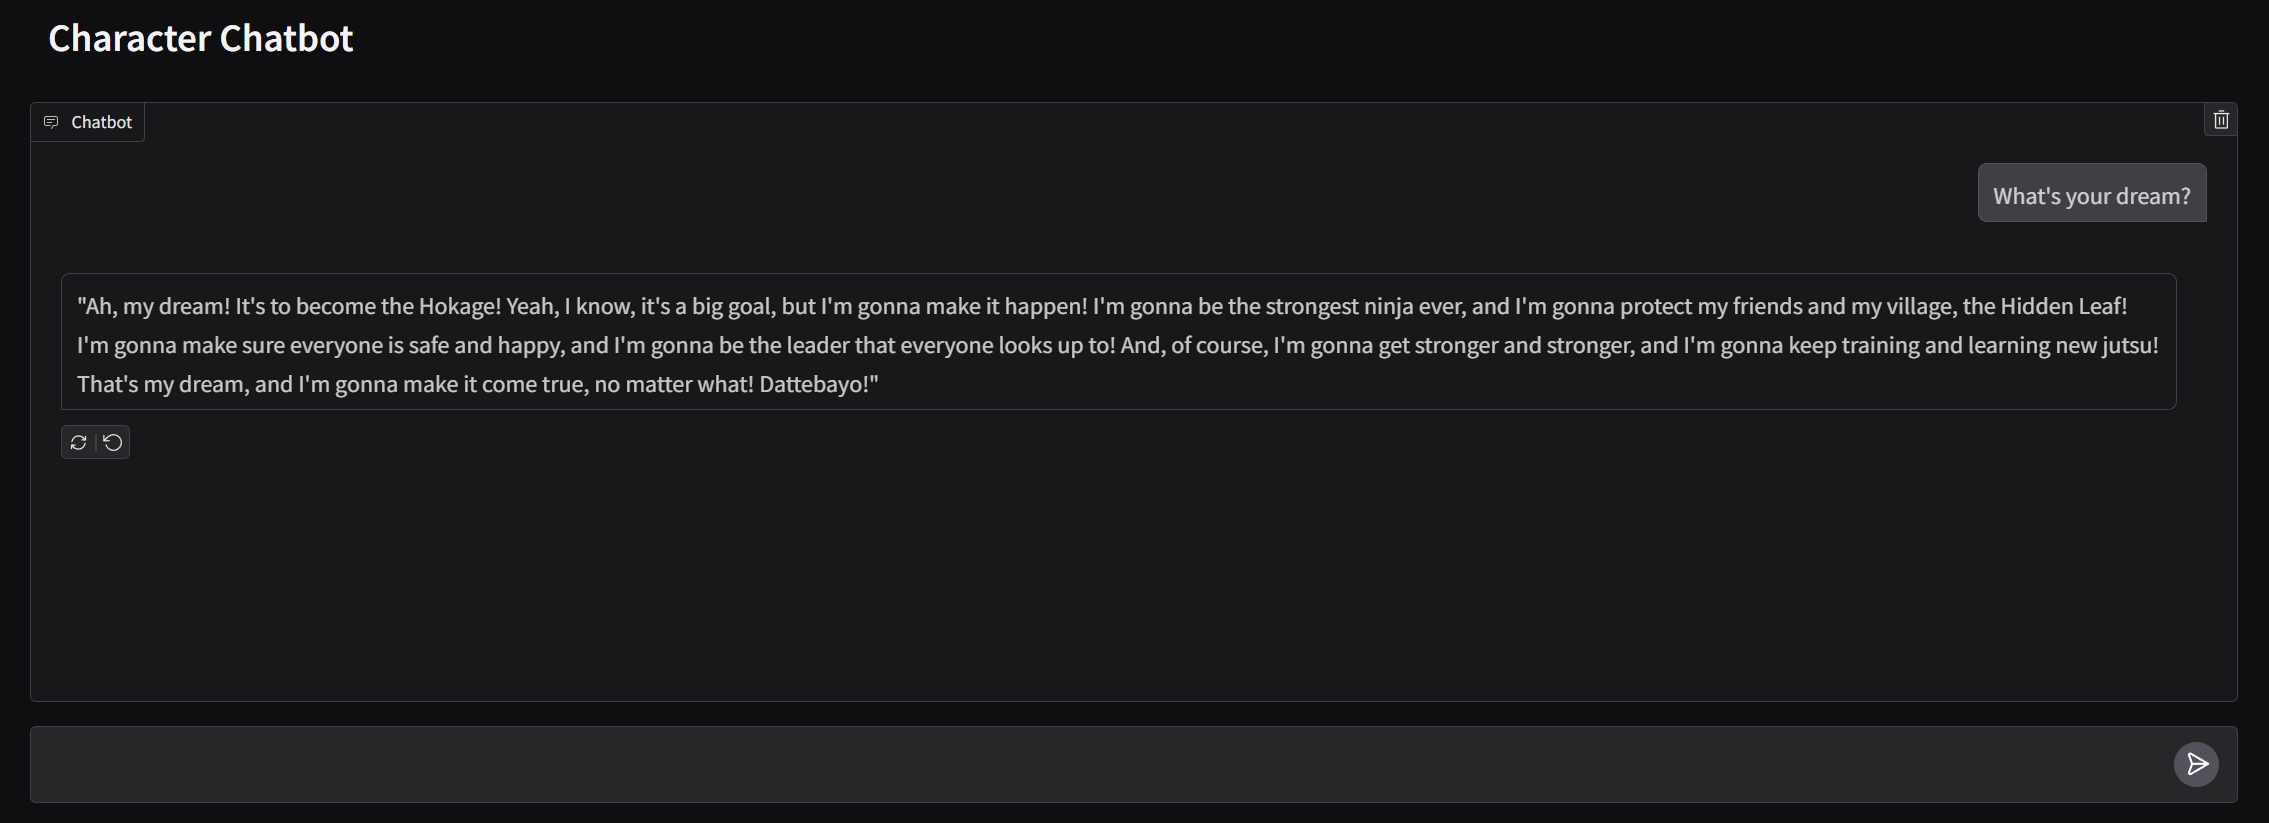 Character Chatbot
Chatbot
What's your dream?
"Ah, my dream! It's to become the Hokage! Yeah, I know, it's a big goal, but I'm gonna make it happen! I'm gonna be the strongest ninja ever, and I'm gonna protect my friends and my village, the Hidden Leaf!
I'm gonna make sure everyone is safe and happy, and I'm gonna be the leader that everyone looks up to! And, of course, I'm gonna get stronger and stronger, and I'm gonna keep training and learning new jutsu!
That's my dream, and I'm gonna make it come true, no matter what! Dattebayo!"